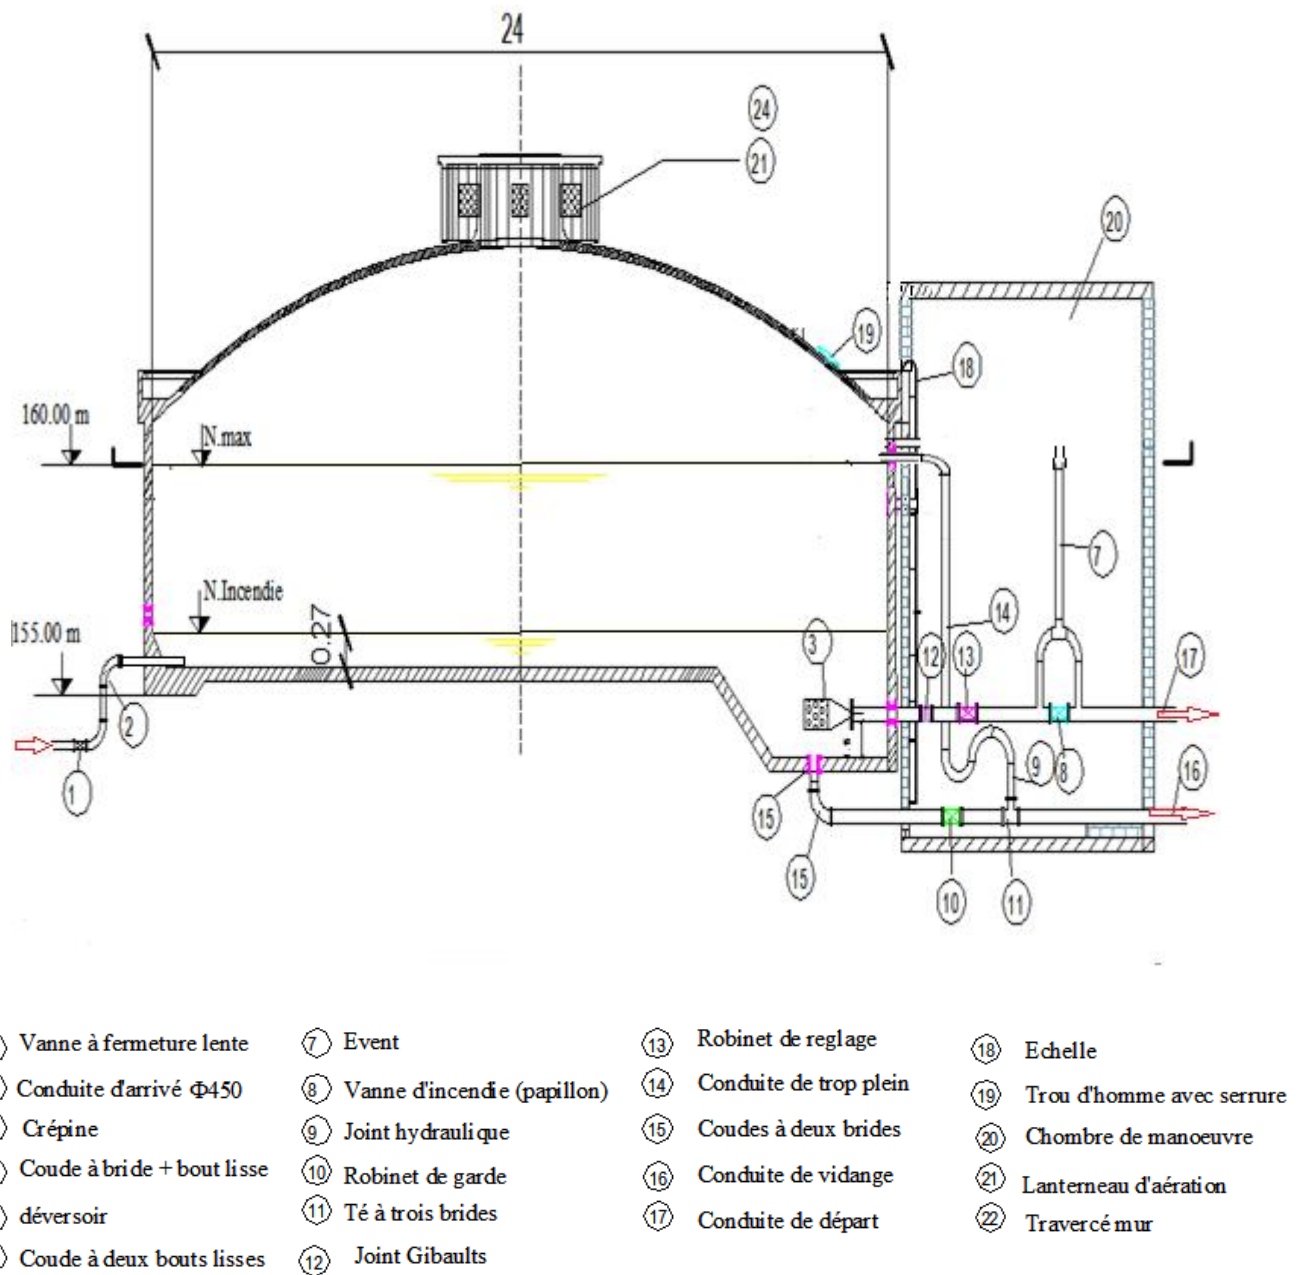 24
24
21
20
19
18
160.00 m
N.max
7
N.Incendie
0.27
14
155.00 m
3
12
13
17
2
9
8
16
1
15
15
10
11
Vanne à fermeture lente
Conduite d'arrivé Φ450
Crépine
Coude à bride + bout lisse
déversoir
Coude à deux bouts lisses
7 Event
8 Vanne d'incendie (papillon)
9 Joint hydraulique
10 Robinet de garde
11 Té à trois brides
12 Joint Gibaults
13 Robinet de reglage
14 Conduite de trop plein
15 Coudes à deux brides
16 Conduite de vidange
17 Conduite de départ
18 Echelle
19 Trou d'homme avec serrure
20 Chombre de manoeuvre
21 Lanterneau d'aération
22 Travercé mur